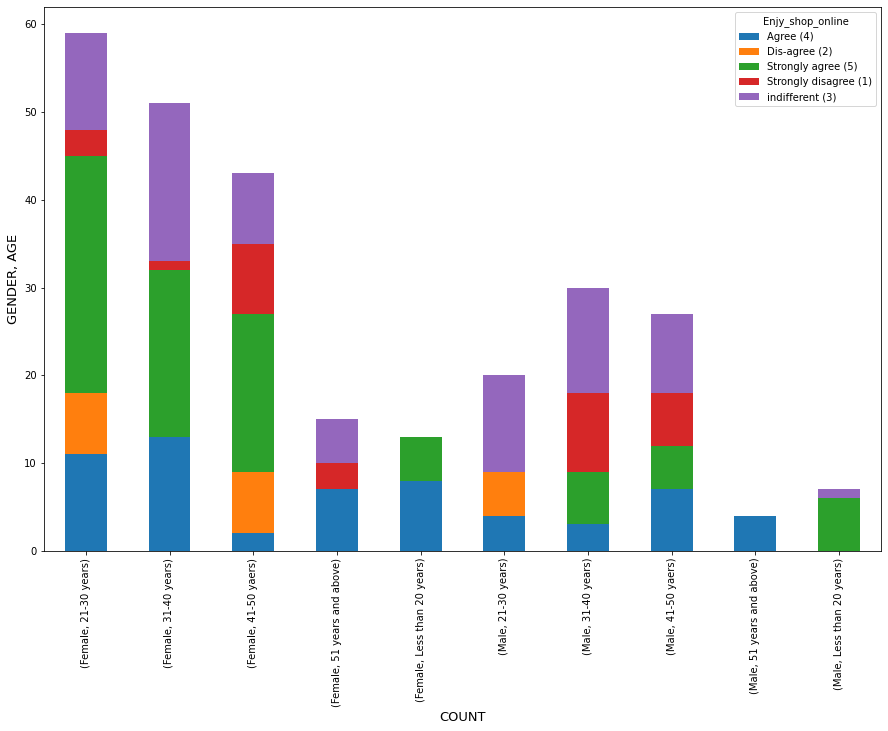 Enjy_shop_online
Agree (4)
Dis-agree (2)
Strongly agree (5)
Strongly disagree (1)
indifferent (3)
60
50
40
30
20
10
0
GENDER, AGE
(Female, 21-30 years)
(Female, 31-40 years)
(Female, 41-50 yaers)
(Female, 51 years and above)
(Female, Less than 20 years)
(Male, 21-30 years)
(Male, 31-40 years)
(Male, 41-50 yaers)
(Male, 51 years and above)
(Male, Less than 20 years)
COUNT